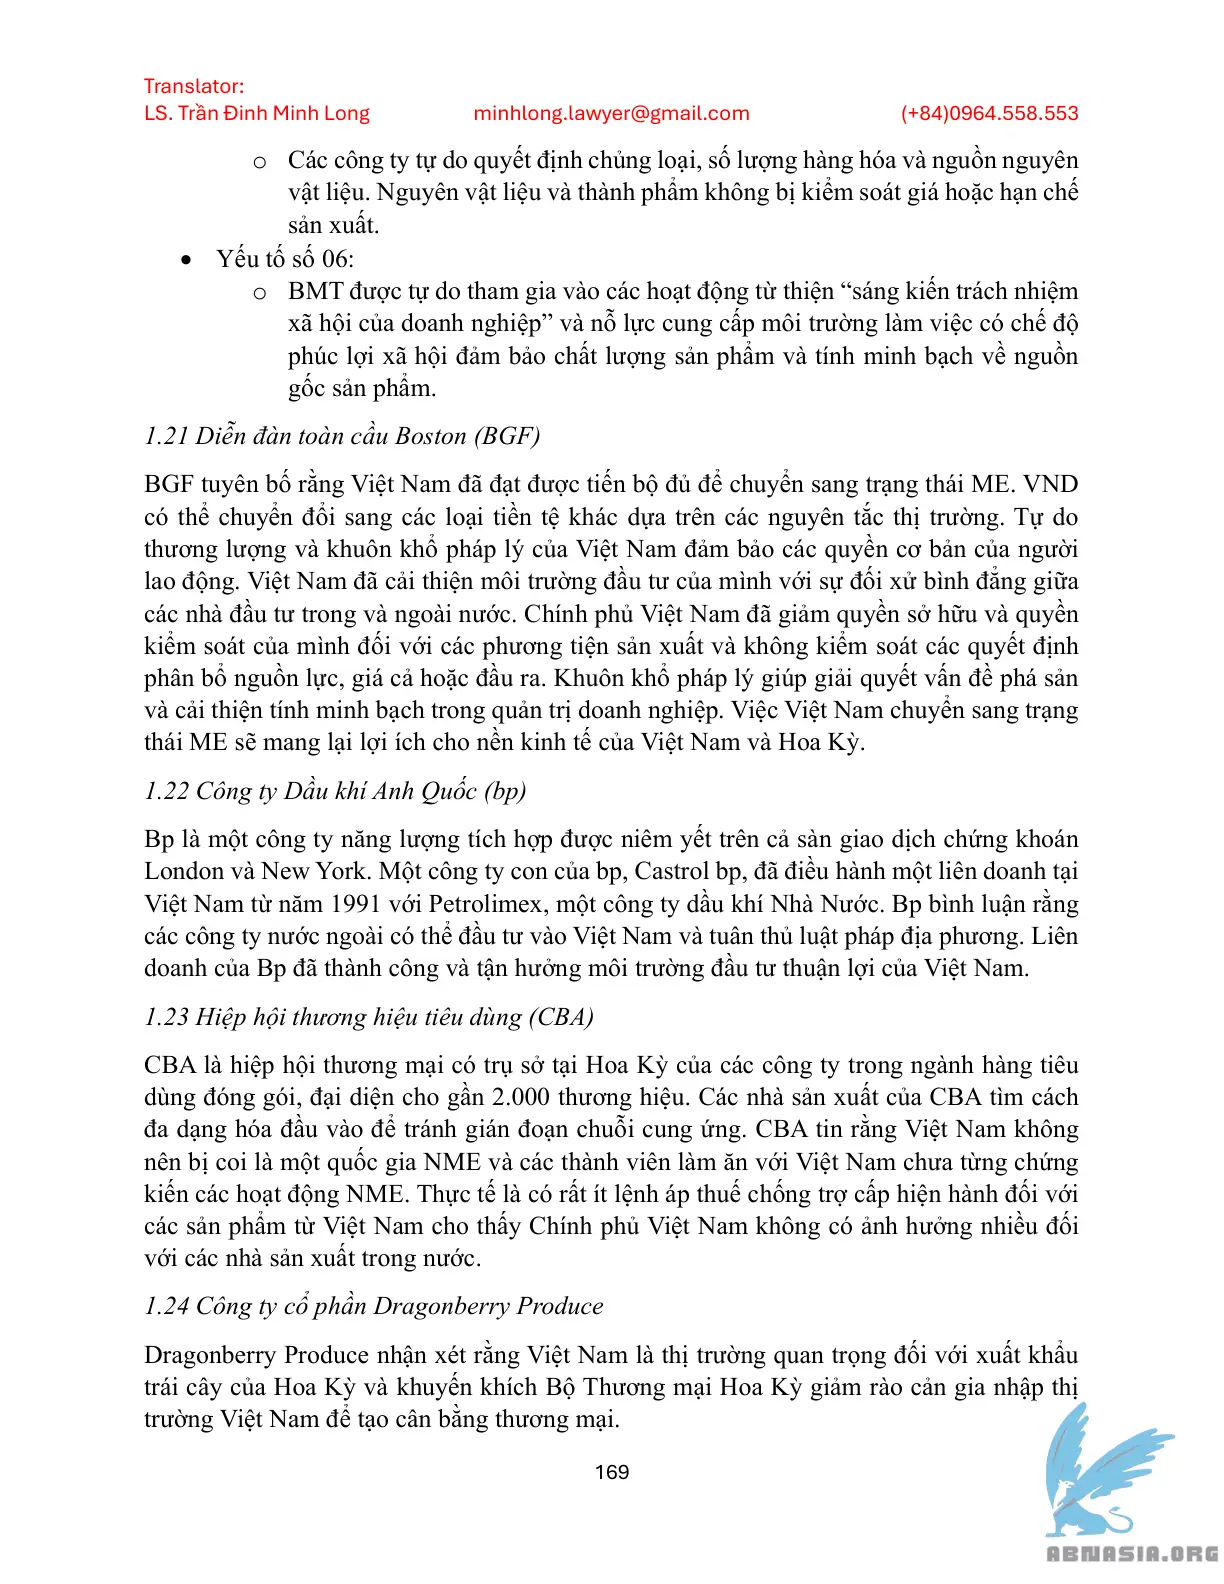 Translator:
LS. Trần Đinh Minh Long minhlong.lawyer@gmail.com (+84)0964.558.553
o Các công ty tự do quyết định chủng loại, số lượng hàng hóa và nguồn nguyên
vật liệu. Nguyên vật liệu và thành phẩm không bị kiểm soát giá hoặc hạn chế
sản xuất.
• Yếu tố số 06:
o BMT được tự do tham gia vào các hoạt động từ thiện “sáng kiến trách nhiệm
xã hội của doanh nghiệp” và nỗ lực cung cấp môi trường làm việc có chế độ
phúc lợi xã hội đảm bảo chất lượng sản phẩm và tính minh bạch về nguồn
gốc sản phẩm.
1.21 Diễn đàn toàn cầu Boston (BGF)
BGF tuyên bố rằng Việt Nam đã đạt được tiến bộ đủ để chuyển sang trạng thái ME. VND
có thể chuyển đổi sang các loại tiền tệ khác dựa trên các nguyên tắc thị trường. Tự do
thương lượng và khuôn khổ pháp lý của Việt Nam đảm bảo các quyền cơ bản của người
lao động. Việt Nam đã cải thiện môi trường đầu tư của mình với sự đối xử bình đẳng giữa
các nhà đầu tư trong và ngoài nước. Chính phủ Việt Nam đã giảm quyền sở hữu và quyền
kiểm soát của mình đối với các phương tiện sản xuất và không kiểm soát các quyết định
phân bổ nguồn lực, giá cả hoặc đầu ra. Khuôn khổ pháp lý giúp giải quyết vấn đề phá sản
và cải thiện tính minh bạch trong quản trị doanh nghiệp. Việc Việt Nam chuyển sang trạng
thái ME sẽ mang lại lợi ích cho nền kinh tế của Việt Nam và Hoa Kỳ.
1.22 Công ty Dầu khí Anh Quốc (bp)
Bp là một công ty năng lượng tích hợp được niêm yết trên cả sàn giao dịch chứng khoán
London và New York. Một công ty con của bp, Castrol bp, đã điều hành một liên doanh tại
Việt Nam từ năm 1991 với Petrolimex, một công ty dầu khí Nhà Nước. Bp bình luận rằng
các công ty nước ngoài có thể đầu tư vào Việt Nam và tuân thủ luật pháp địa phương. Liên
doanh của Bp đã thành công và tận hưởng môi trường đầu tư thuận lợi của Việt Nam.
1.23 Hiệp hội thương hiệu tiêu dùng (CBA)
CBA là hiệp hội thương mại có trụ sở tại Hoa Kỳ của các công ty trong ngành hàng tiêu
dùng đóng gói, đại diện cho gần 2.000 thương hiệu. Các nhà sản xuất của CBA tìm cách
đa dạng hóa đầu vào để tránh gián đoạn chuỗi cung ứng. CBA tin rằng Việt Nam không
nên bị coi là một quốc gia NME và các thành viên làm ăn với Việt Nam chưa từng chứng
kiến các hoạt động NME. Thực tế là có rất ít lệnh áp thuế chống trợ cấp hiện hành đối với
các sản phẩm từ Việt Nam cho thấy Chính phủ Việt Nam không có ảnh hưởng nhiều đối
với các nhà sản xuất trong nước.
1.24 Công ty cổ phần Dragonberry Produce
Dragonberry Produce nhận xét rằng Việt Nam là thị trường quan trọng đối với xuất khẩu
trái cây của Hoa Kỳ và khuyến khích Bộ Thương mại Hoa Kỳ giảm rào cản gia nhập thị
trường Việt Nam để tạo cân bằng thương mại.
169
ABNASIA.ORG